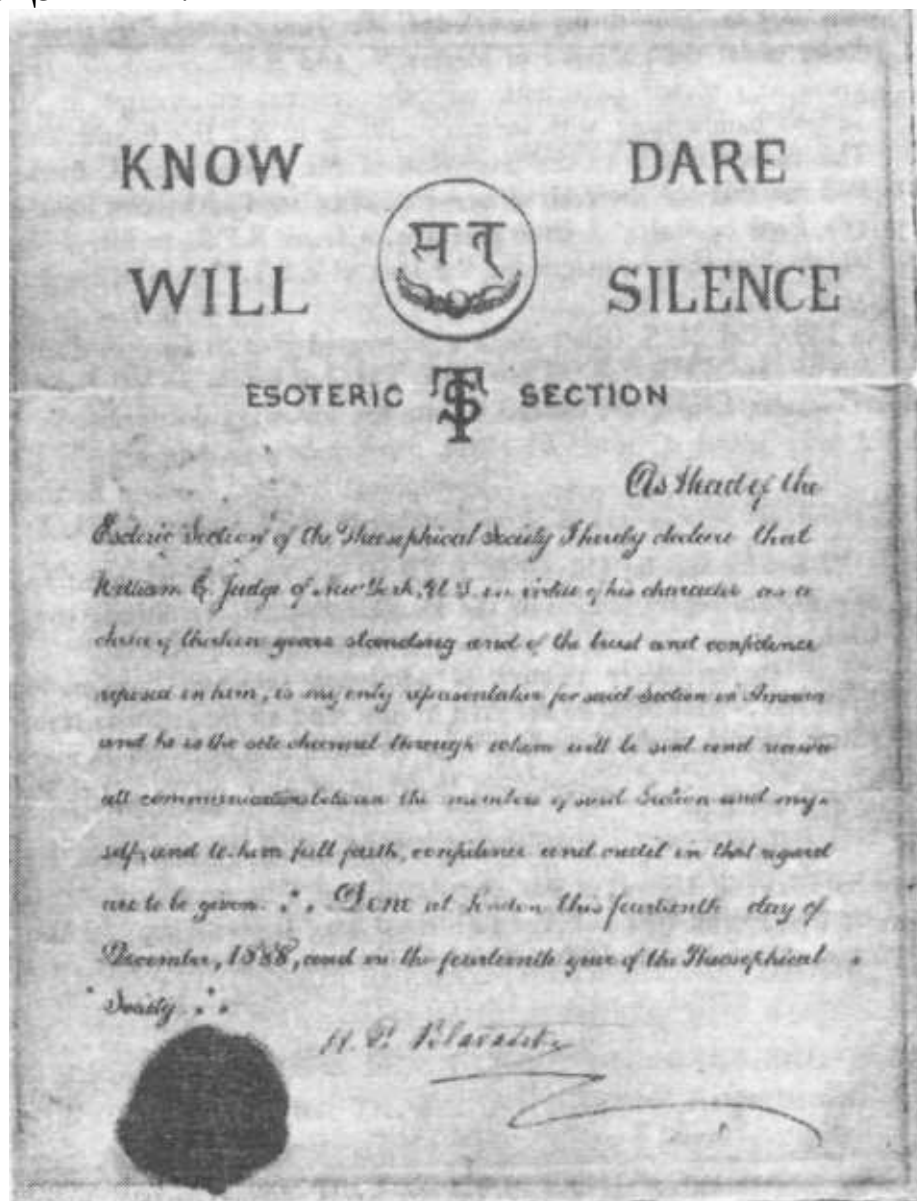 KNOW DARE
सत्
WILL SILENCE
ESOTERIC TS SECTION
As Head of the
Esoteric Section of the Theosophical Society I hereby declare that
William Q. Judge of New York, U.S. in virtue of his character as a
chela of thirteen years standing and of the trust and confidence
reposed in him, is my only representative for said Section in America
and he is the sole channel through whom will be sent and received
all communications between the members of said Section and my-
self, and to him full faith, confidence and credit in that regard
are to be given. ∴ Done at London this fourteenth day of
December, 1888, and in the fourteenth year of the Theosophical
Society ∴
H. P. Blavatsky